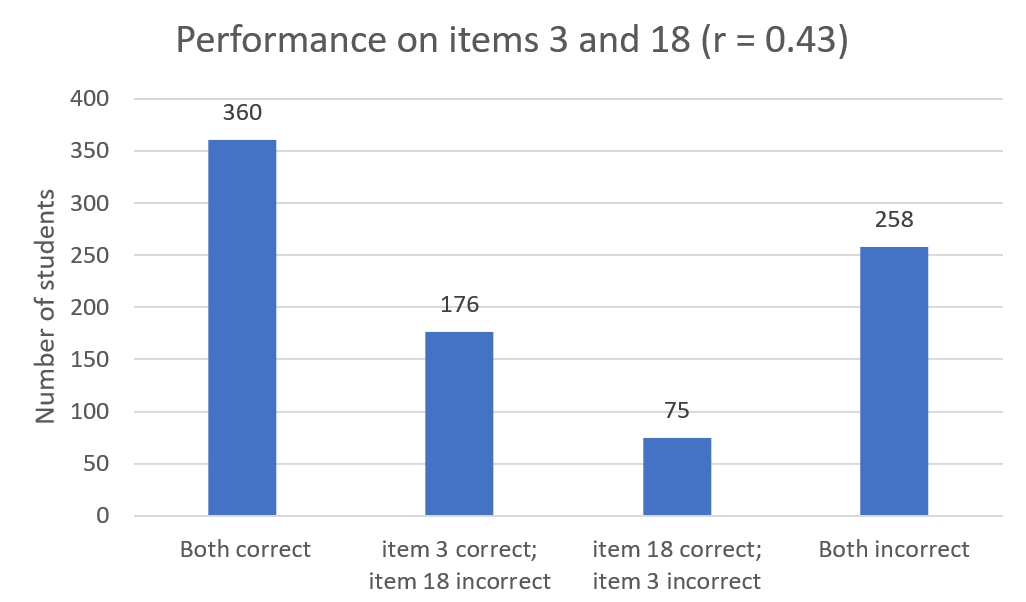 Performance on items 3 and 18 (r = 0.43)
Number of students
400
350
300
250
200
150
100
50
0
360
176
75
258
Both correct
item 3 correct;
item 18 incorrect
item 18 correct;
item 3 incorrect
Both incorrect